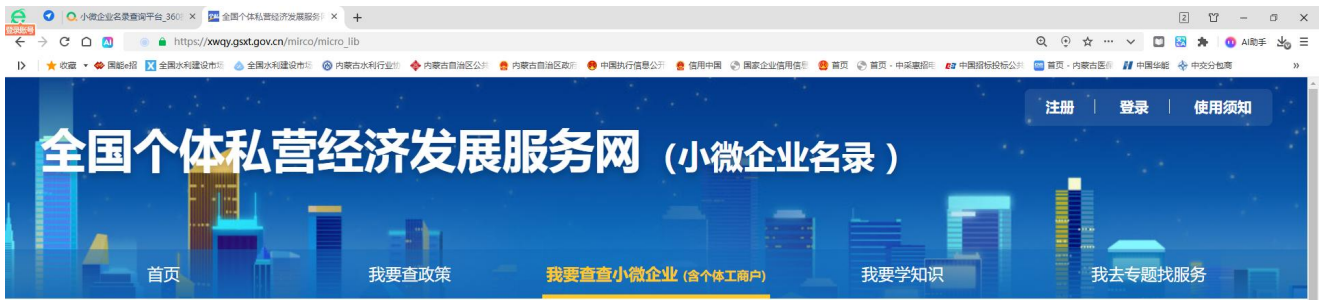 小微企业名录查询平台_360
全国个体私营经济发展服务
2
登录账号
https://xwqy.gsxt.gov.cn/mirco/micro_lib
AI助手
收藏
国能e招
全国水利建设市场
全国水利建设市场
内蒙古水利行业协
内蒙古自治区公共
内蒙古自治区政府
中国执行信息公开
信用中国
国家企业信用信息
首页
首页 - 中采惠招电
中国招标投标公共
首页 - 内蒙古医保
中国华能
中交分包商
注册
登录
使用须知
全国个体私营经济发展服务网（小微企业名录）
首页
我要查政策
我要查查小微企业 (含个体工商户)
我要学知识
我去专题找服务